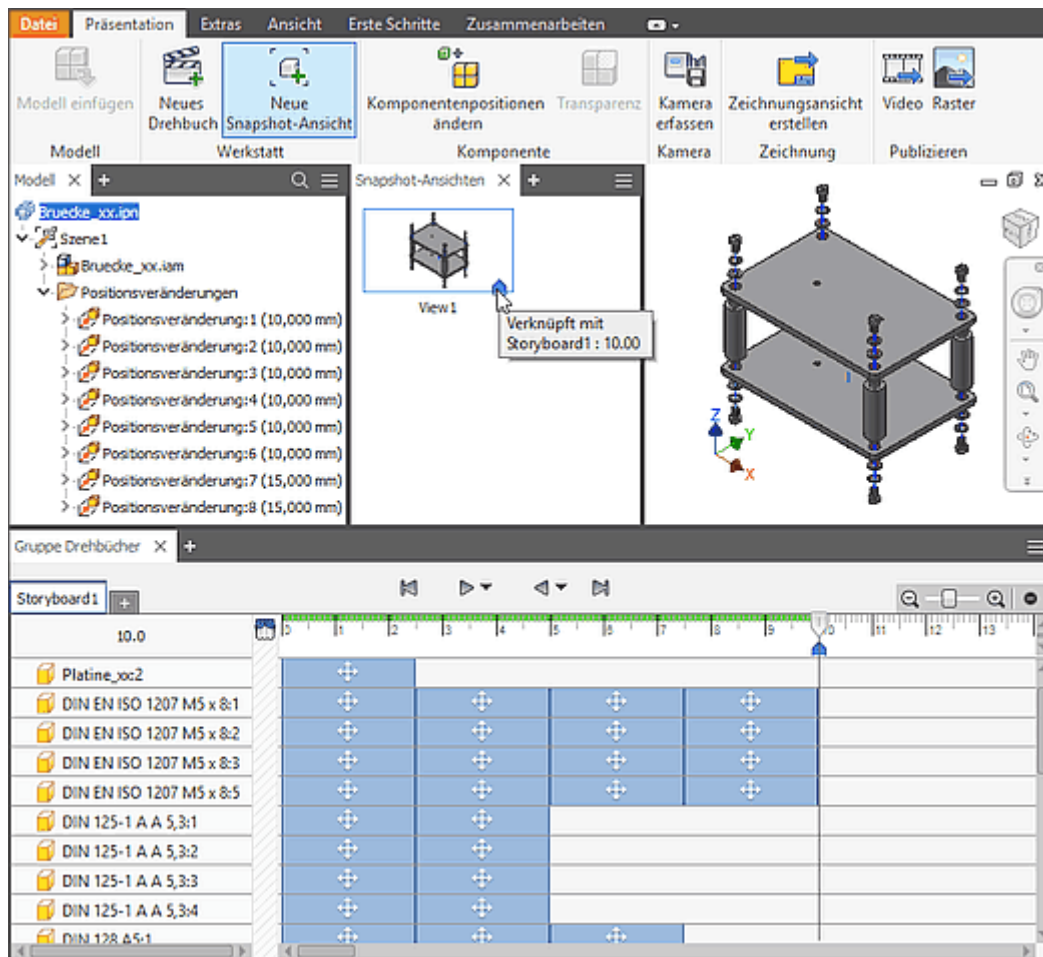 Datei Präsentation Extras Ansicht Erste Schritte Zusammenarbeiten
Modell einfügen
Neues
Drehbuch
Neue
Snapshot-Ansicht
Komponentenpositionen
ändern
Transparenz
Kamera
erfassen
Zeichnungsansicht
erstellen
Video Raster
Modell Werkstatt Komponente Kamera Zeichnung Publizieren
Modell
Bruecke_xx.ipn
Szene1
Bruecke_xx.iam
Positionsveränderungen
Positionsveränderung:1 (10,000 mm)
Positionsveränderung:2 (10,000 mm)
Positionsveränderung:3 (10,000 mm)
Positionsveränderung:4 (10,000 mm)
Positionsveränderung:5 (10,000 mm)
Positionsveränderung:6 (10,000 mm)
Positionsveränderung:7 (15,000 mm)
Positionsveränderung:8 (15,000 mm)
Snapshot-Ansichten
View1
Verknüpft mit
Storyboard1 : 10.00
Z
Y
X
Gruppe Drehbücher
Storyboard1
10.0
0 1 2 3 4 5 6 7 8 9 11 12 13
Platine_xx:2
DIN EN ISO 1207 M5 x 8:1
DIN EN ISO 1207 M5 x 8:2
DIN EN ISO 1207 M5 x 8:3
DIN EN ISO 1207 M5 x 8:5
DIN 125-1 A A 5,3:1
DIN 125-1 A A 5,3:2
DIN 125-1 A A 5,3:3
DIN 125-1 A A 5,3:4
DIN 128 A5:1